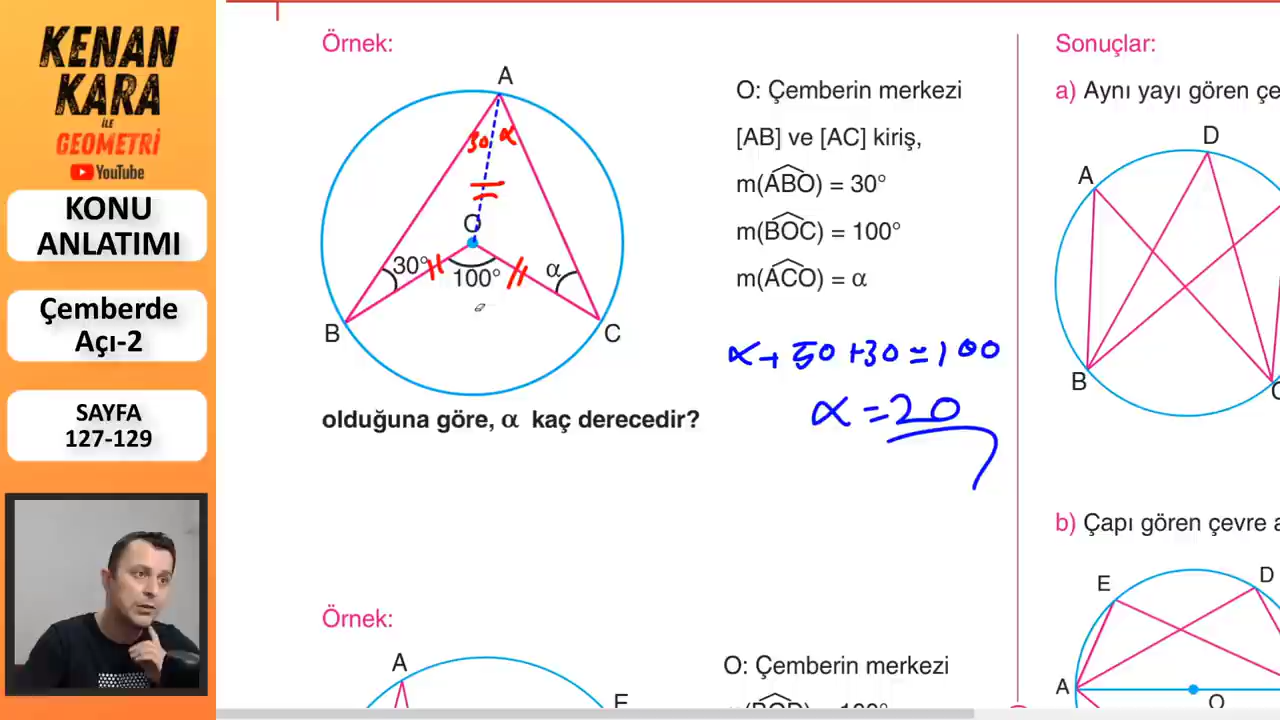 KENAN
KARA
İLE
GEOMETRİ
YouTube
KONU
ANLATIMI
Çemberde
Açı-2
SAYFA
127-129
Örnek:
A
30 α
O
30°
100°
α
B
C
O: Çemberin merkezi
[AB] ve [AC] kiriş,
m(ABO) = 30°
m(BOC) = 100°
m(ACO) = α
α + 50 + 30 = 100
α = 20
olduğuna göre, α kaç derecedir?
Örnek:
A
E
O: Çemberin merkezi
m(BOD) = 100°
Sonuçlar:
a) Aynı yayı gören çe
D
A
B
C
b) Çapı gören çevre a
E
D
A
O